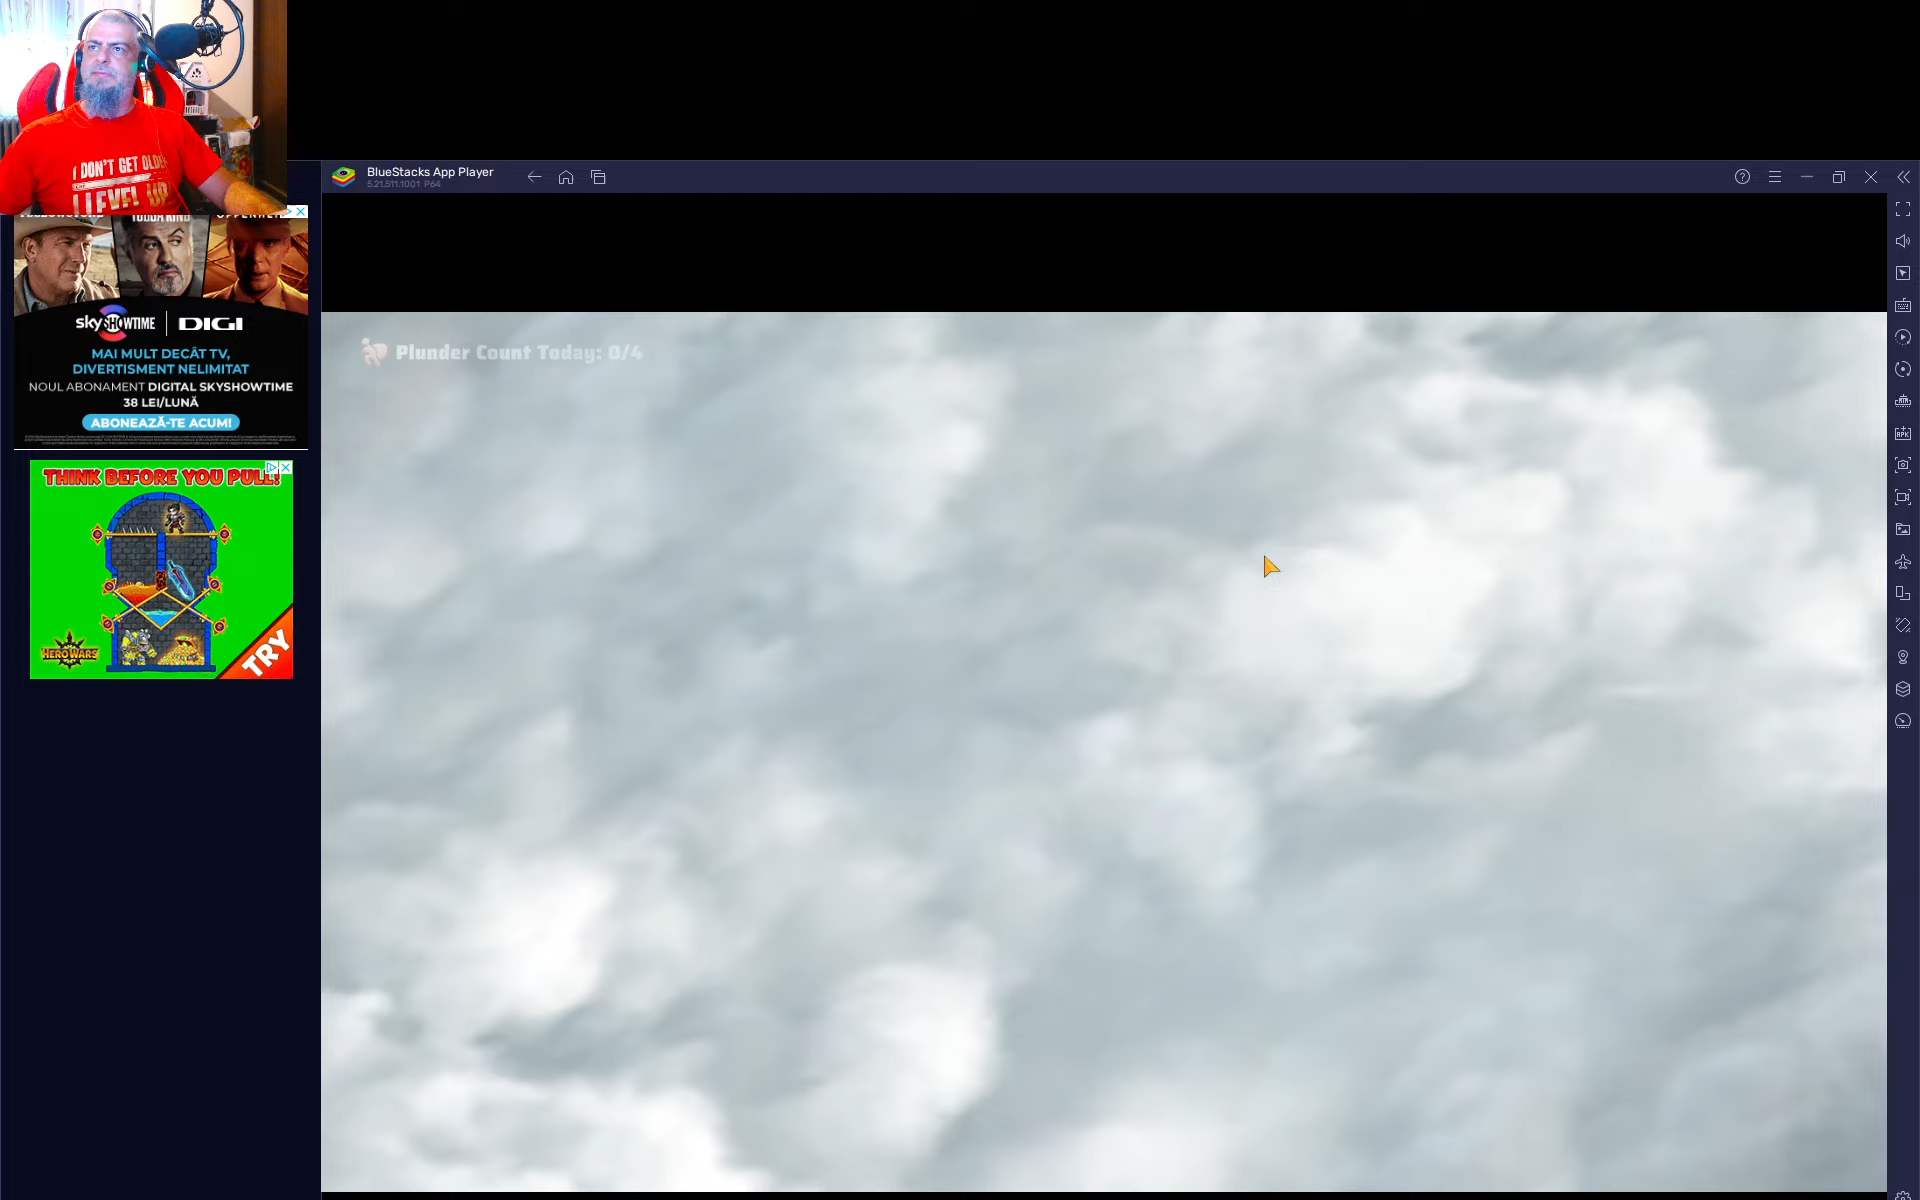 I DON'T GET OLDER
I LEVEL UP
BlueStacks App Player
5.21.511.1001 P64
SkySHOWTIME DIGI
MAI MULT DECÂT TV,
DIVERTISMENT NELIMITAT
NOUL ABONAMENT DIGITAL SKYSHOWTIME
38 LEI/LUNĂ
ABONEAZĂ-TE ACUM!
THINK BEFORE YOU PULL!
HERO WARS
TRY
Plunder Count Today: 0/4